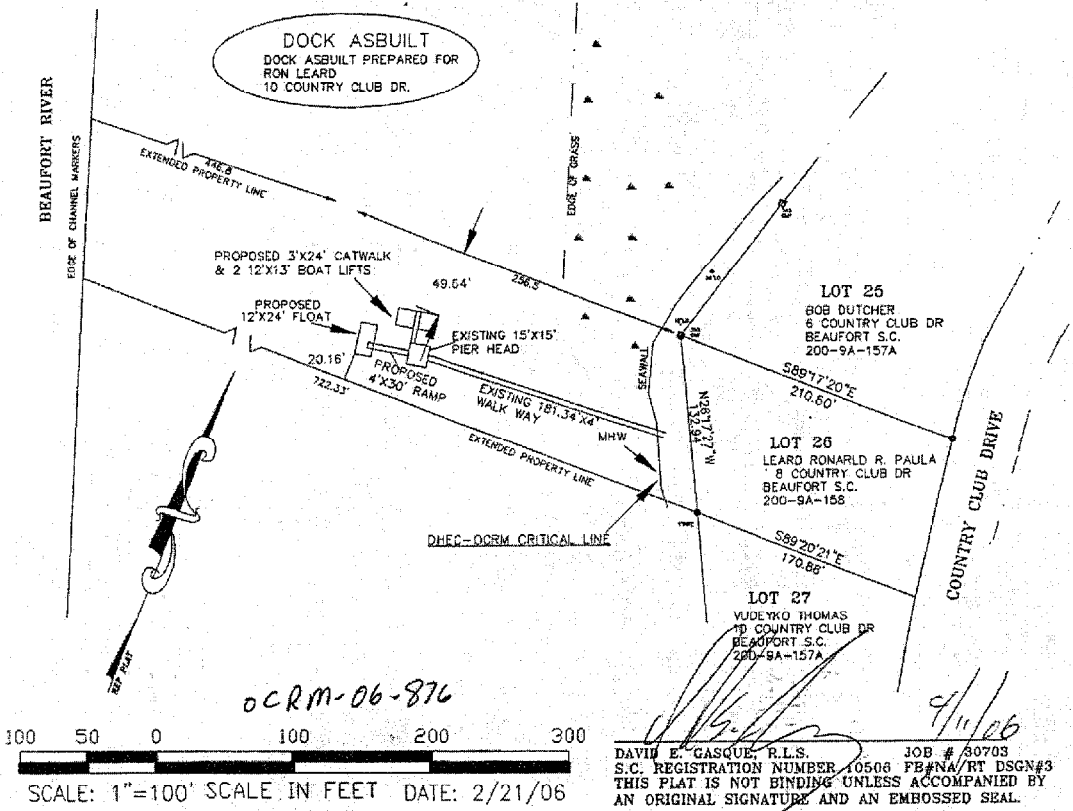 DOCK ASBUILT
DOCK ASBUILT PREPARED FOR
RON LEARD
10 COUNTRY CLUB DR.
BEAUFORT RIVER
EDGE OF CHANNEL MARKERS
446.8
EXTENDED PROPERTY LINE
EDGE OF GRASS
PROPOSED 3'X24' CATWALK
& 2 12'X13' BOAT LIFTS
49.64'
256.5
PROPOSED
12'X24' FLOAT
EXISTING 15'X15'
PIER HEAD
20.16'
PROPOSED
4'X30' RAMP
722.33'
EXISTING 181.34'X4'
WALK WAY
EXTENDED PROPERTY LINE
SEAWALL
MHW
N26°17'27"W
132.94
DHEC-OCRM CRITICAL LINE
LOT 25
BOB DUTCHER
6 COUNTRY CLUB DR
BEAUFORT S.C.
200-9A-157A
S89°17'20"E
210.60'
LOT 26
LEARD RONARLD R. PAULA
8 COUNTRY CLUB DR
BEAUFORT S.C.
200-9A-158
S89°20'21"E
170.86'
COUNTRY CLUB DRIVE
LOT 27
VUDEYKO THOMAS
10 COUNTRY CLUB DR
BEAUFORT S.C.
200-9A-157A
REF PLAT
OCRM-06-876
100 50 0 100 200 300
SCALE: 1"=100' SCALE IN FEET DATE: 2/21/06
4/11/06
DAVID E. GASQUE, R.L.S. JOB # 30703
S.C. REGISTRATION NUMBER 10506 FB#NA/RT DSGN#3
THIS PLAT IS NOT BINDING UNLESS ACCOMPANIED BY
AN ORIGINAL SIGNATURE AND AN EMBOSSED SEAL.